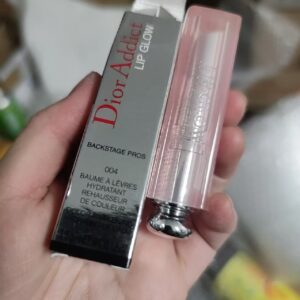 Dior Addict
LIP GLOW
BACKSTAGE PROS
004
BAUME À LÈVRES
HYDRATANT
REHAUSSEUR
DE COULEUR